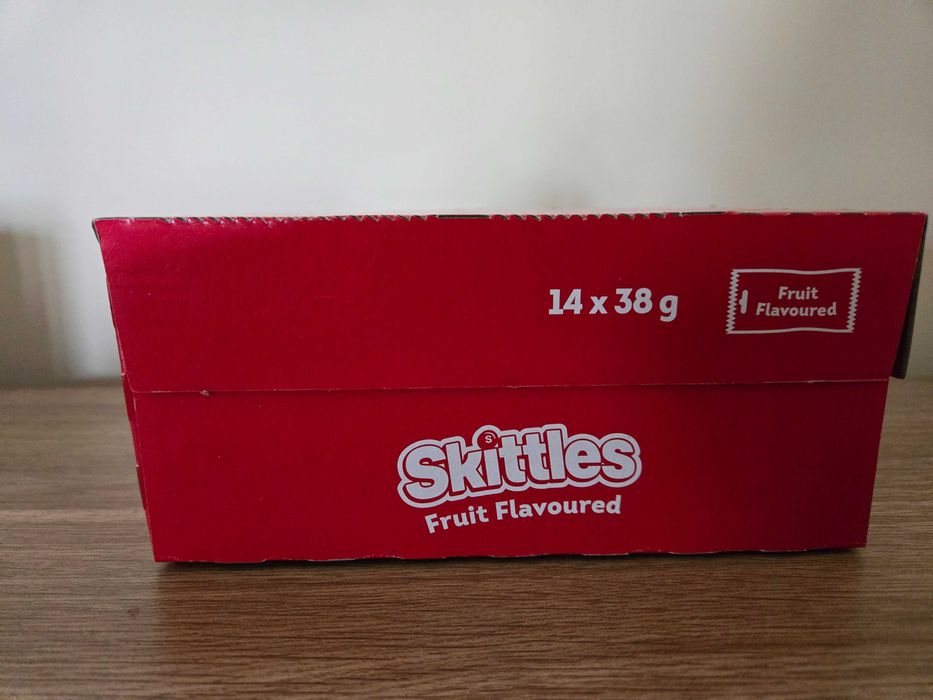 14 x 38 g
Fruit
Flavoured
Skittles
S
Fruit Flavoured